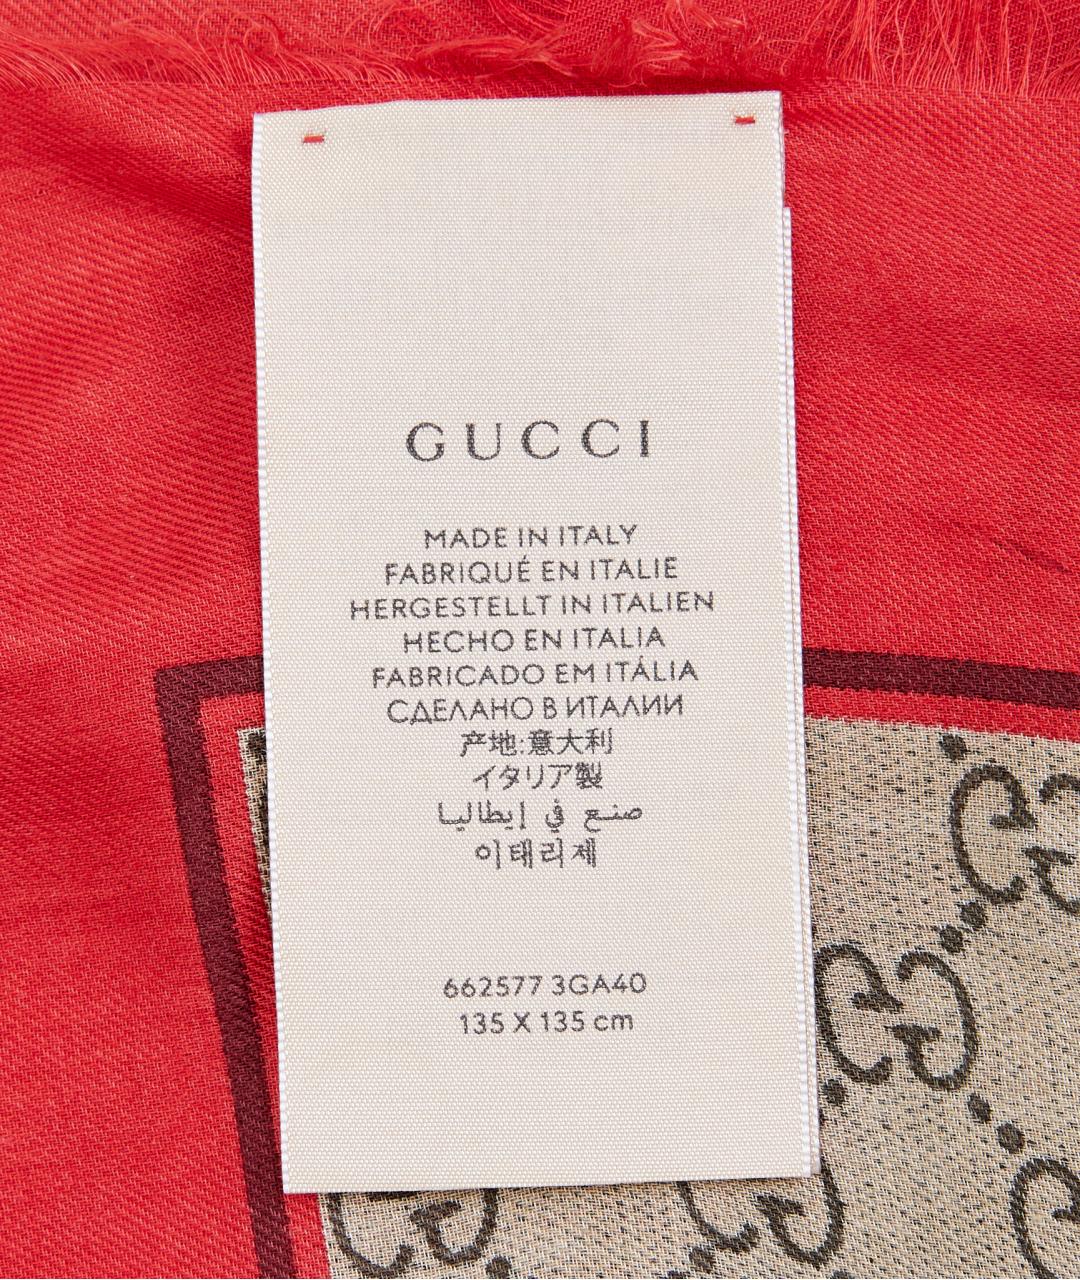 GUCCI
MADE IN ITALY
FABRIQUÉ EN ITALIE
HERGESTELLT IN ITALIEN
HECHO EN ITALIA
FABRICADO EM ITÁLIA
СДЕЛАНО В ИТАЛИИ
产地:意大利
イタリア製
صنع في إيطاليا
이태리제
662577 3GA40
135 X 135 cm